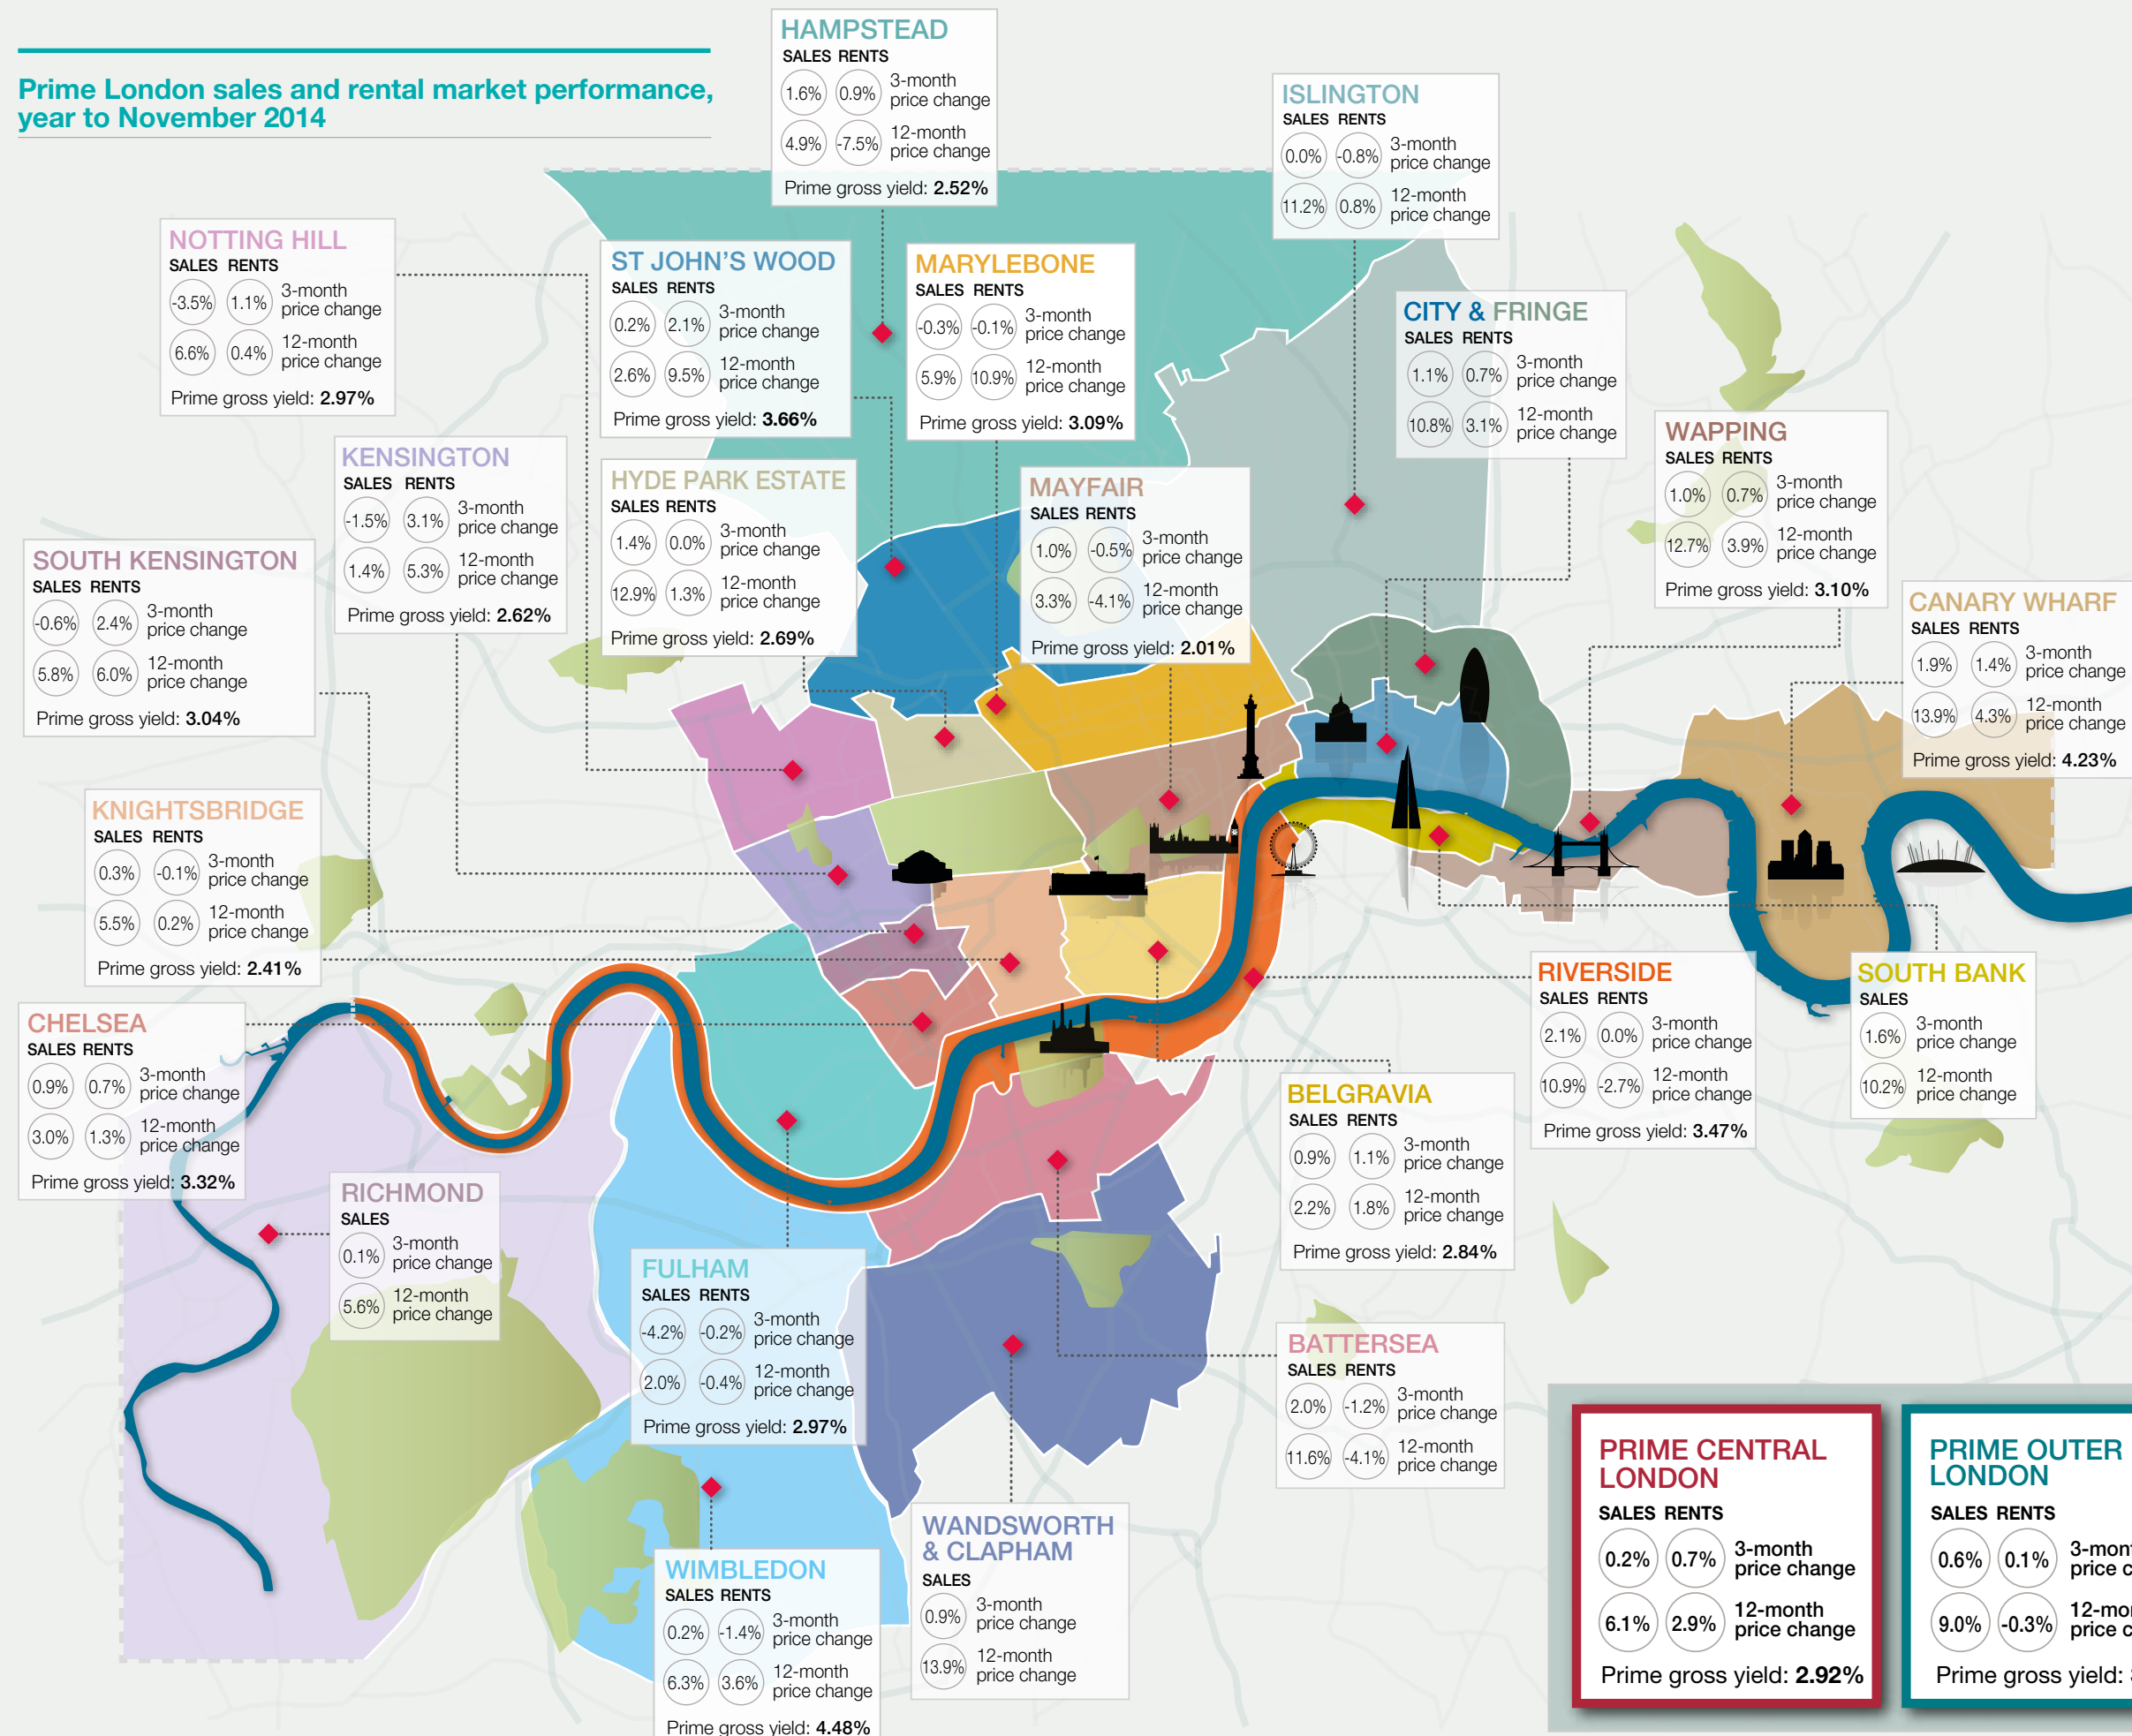 Prime London sales and rental market performance,
year to November 2014
HAMPSTEAD
SALES RENTS
1.6% 0.9% 3-month
price change
4.9% -7.5% 12-month
price change
Prime gross yield: 2.52%
ISLINGTON
SALES RENTS
0.0% -0.8% 3-month
price change
11.2% 0.8% 12-month
price change
NOTTING HILL
SALES RENTS
-3.5% 1.1% 3-month
price change
6.6% 0.4% 12-month
price change
Prime gross yield: 2.97%
ST JOHN'S WOOD
SALES RENTS
0.2% 2.1% 3-month
price change
2.6% 9.5% 12-month
price change
Prime gross yield: 3.66%
MARYLEBONE
SALES RENTS
-0.3% -0.1% 3-month
price change
5.9% 10.9% 12-month
price change
Prime gross yield: 3.09%
CITY & FRINGE
SALES RENTS
1.1% 0.7% 3-month
price change
10.8% 3.1% 12-month
price change
WAPPING
SALES RENTS
1.0% 0.7% 3-month
price change
12.7% 3.9% 12-month
price change
Prime gross yield: 3.10%
KENSINGTON
SALES RENTS
-1.5% 3.1% 3-month
price change
1.4% 5.3% 12-month
price change
Prime gross yield: 2.62%
HYDE PARK ESTATE
SALES RENTS
1.4% 0.0% 3-month
price change
12.9% 1.3% 12-month
price change
Prime gross yield: 2.69%
MAYFAIR
SALES RENTS
1.0% -0.5% 3-month
price change
3.3% -4.1% 12-month
price change
Prime gross yield: 2.01%
SOUTH KENSINGTON
SALES RENTS
-0.6% 2.4% 3-month
price change
5.8% 6.0% 12-month
price change
Prime gross yield: 3.04%
CANARY WHARF
SALES RENTS
1.9% 1.4% 3-month
price change
13.9% 4.3% 12-month
price change
Prime gross yield: 4.23%
KNIGHTSBRIDGE
SALES RENTS
0.3% -0.1% 3-month
price change
5.5% 0.2% 12-month
price change
Prime gross yield: 2.41%
CHELSEA
SALES RENTS
0.9% 0.7% 3-month
price change
3.0% 1.3% 12-month
price change
Prime gross yield: 3.32%
RIVERSIDE
SALES RENTS
2.1% 0.0% 3-month
price change
10.9% -2.7% 12-month
price change
Prime gross yield: 3.47%
SOUTH BANK
SALES
1.6% 3-month
price change
10.2% 12-month
price change
BELGRAVIA
SALES RENTS
0.9% 1.1% 3-month
price change
2.2% 1.8% 12-month
price change
Prime gross yield: 2.84%
RICHMOND
SALES
0.1% 3-month
price change
5.6% 12-month
price change
FULHAM
SALES RENTS
-4.2% -0.2% 3-month
price change
2.0% -0.4% 12-month
price change
Prime gross yield: 2.97%
BATTERSEA
SALES RENTS
2.0% -1.2% 3-month
price change
11.6% -4.1% 12-month
price change
WIMBLEDON
SALES RENTS
0.2% -1.4% 3-month
price change
6.3% 3.6% 12-month
price change
Prime gross yield: 4.48%
WANDSWORTH
& CLAPHAM
SALES
0.9% 3-month
price change
13.9% 12-month
price change
PRIME CENTRAL
LONDON
SALES RENTS
0.2% 0.7% 3-month
price change
6.1% 2.9% 12-month
price change
Prime gross yield: 2.92%
PRIME OUTER
LONDON
SALES RENTS
0.6% 0.1%
9.0% -0.3%
Prime gross yield: